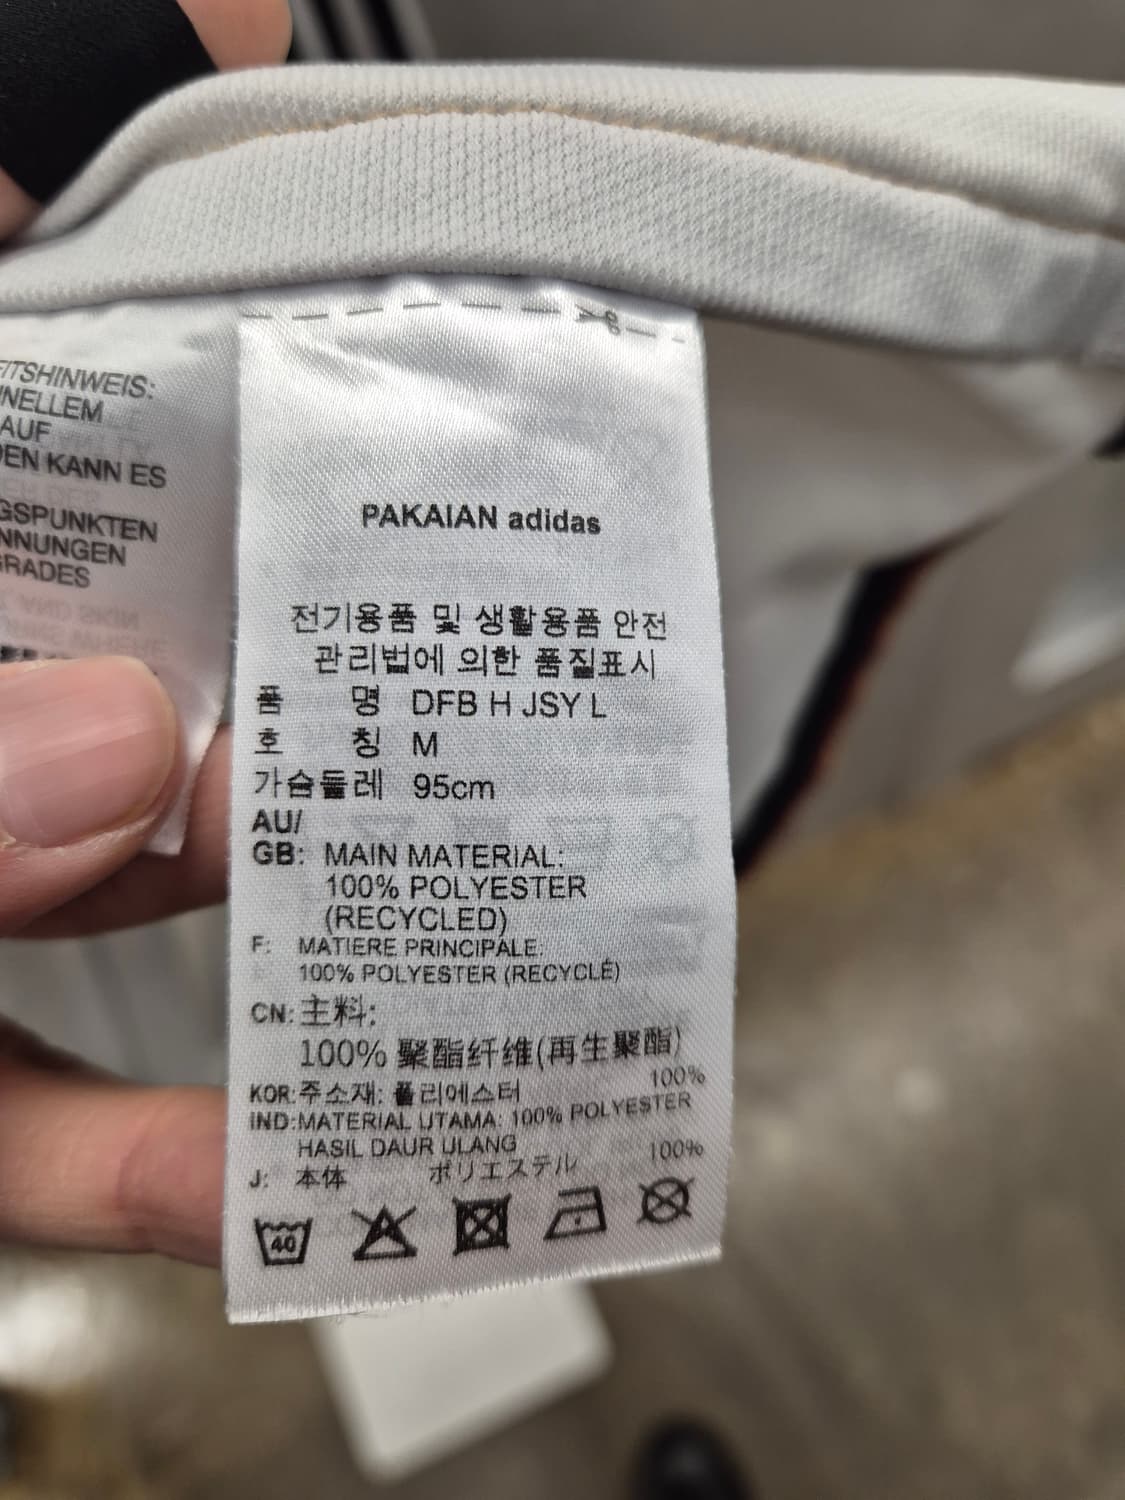 ITSHINWEIS:
NELLEM
AUF
EN KANN ES
GSPUNKTEN
NNUNGEN
GRADES
PAKAIAN adidas
전기용품 및 생활용품 안전
관리법에 의한 품질표시
품 명 DFB H JSY L
호 칭 M
가슴둘레 95cm
AU/
GB: MAIN MATERIAL:
100% POLYESTER
(RECYCLED)
F: MATIERE PRINCIPALE:
100% POLYESTER (RECYCLÉ)
CN: 主料:
100% 聚酯纤维(再生聚酯)
KOR: 주소재: 폴리에스터 100%
IND: MATERIAL UTAMA: 100% POLYESTER
HASIL DAUR ULANG
J: 本体 ポリエステル 100%
40